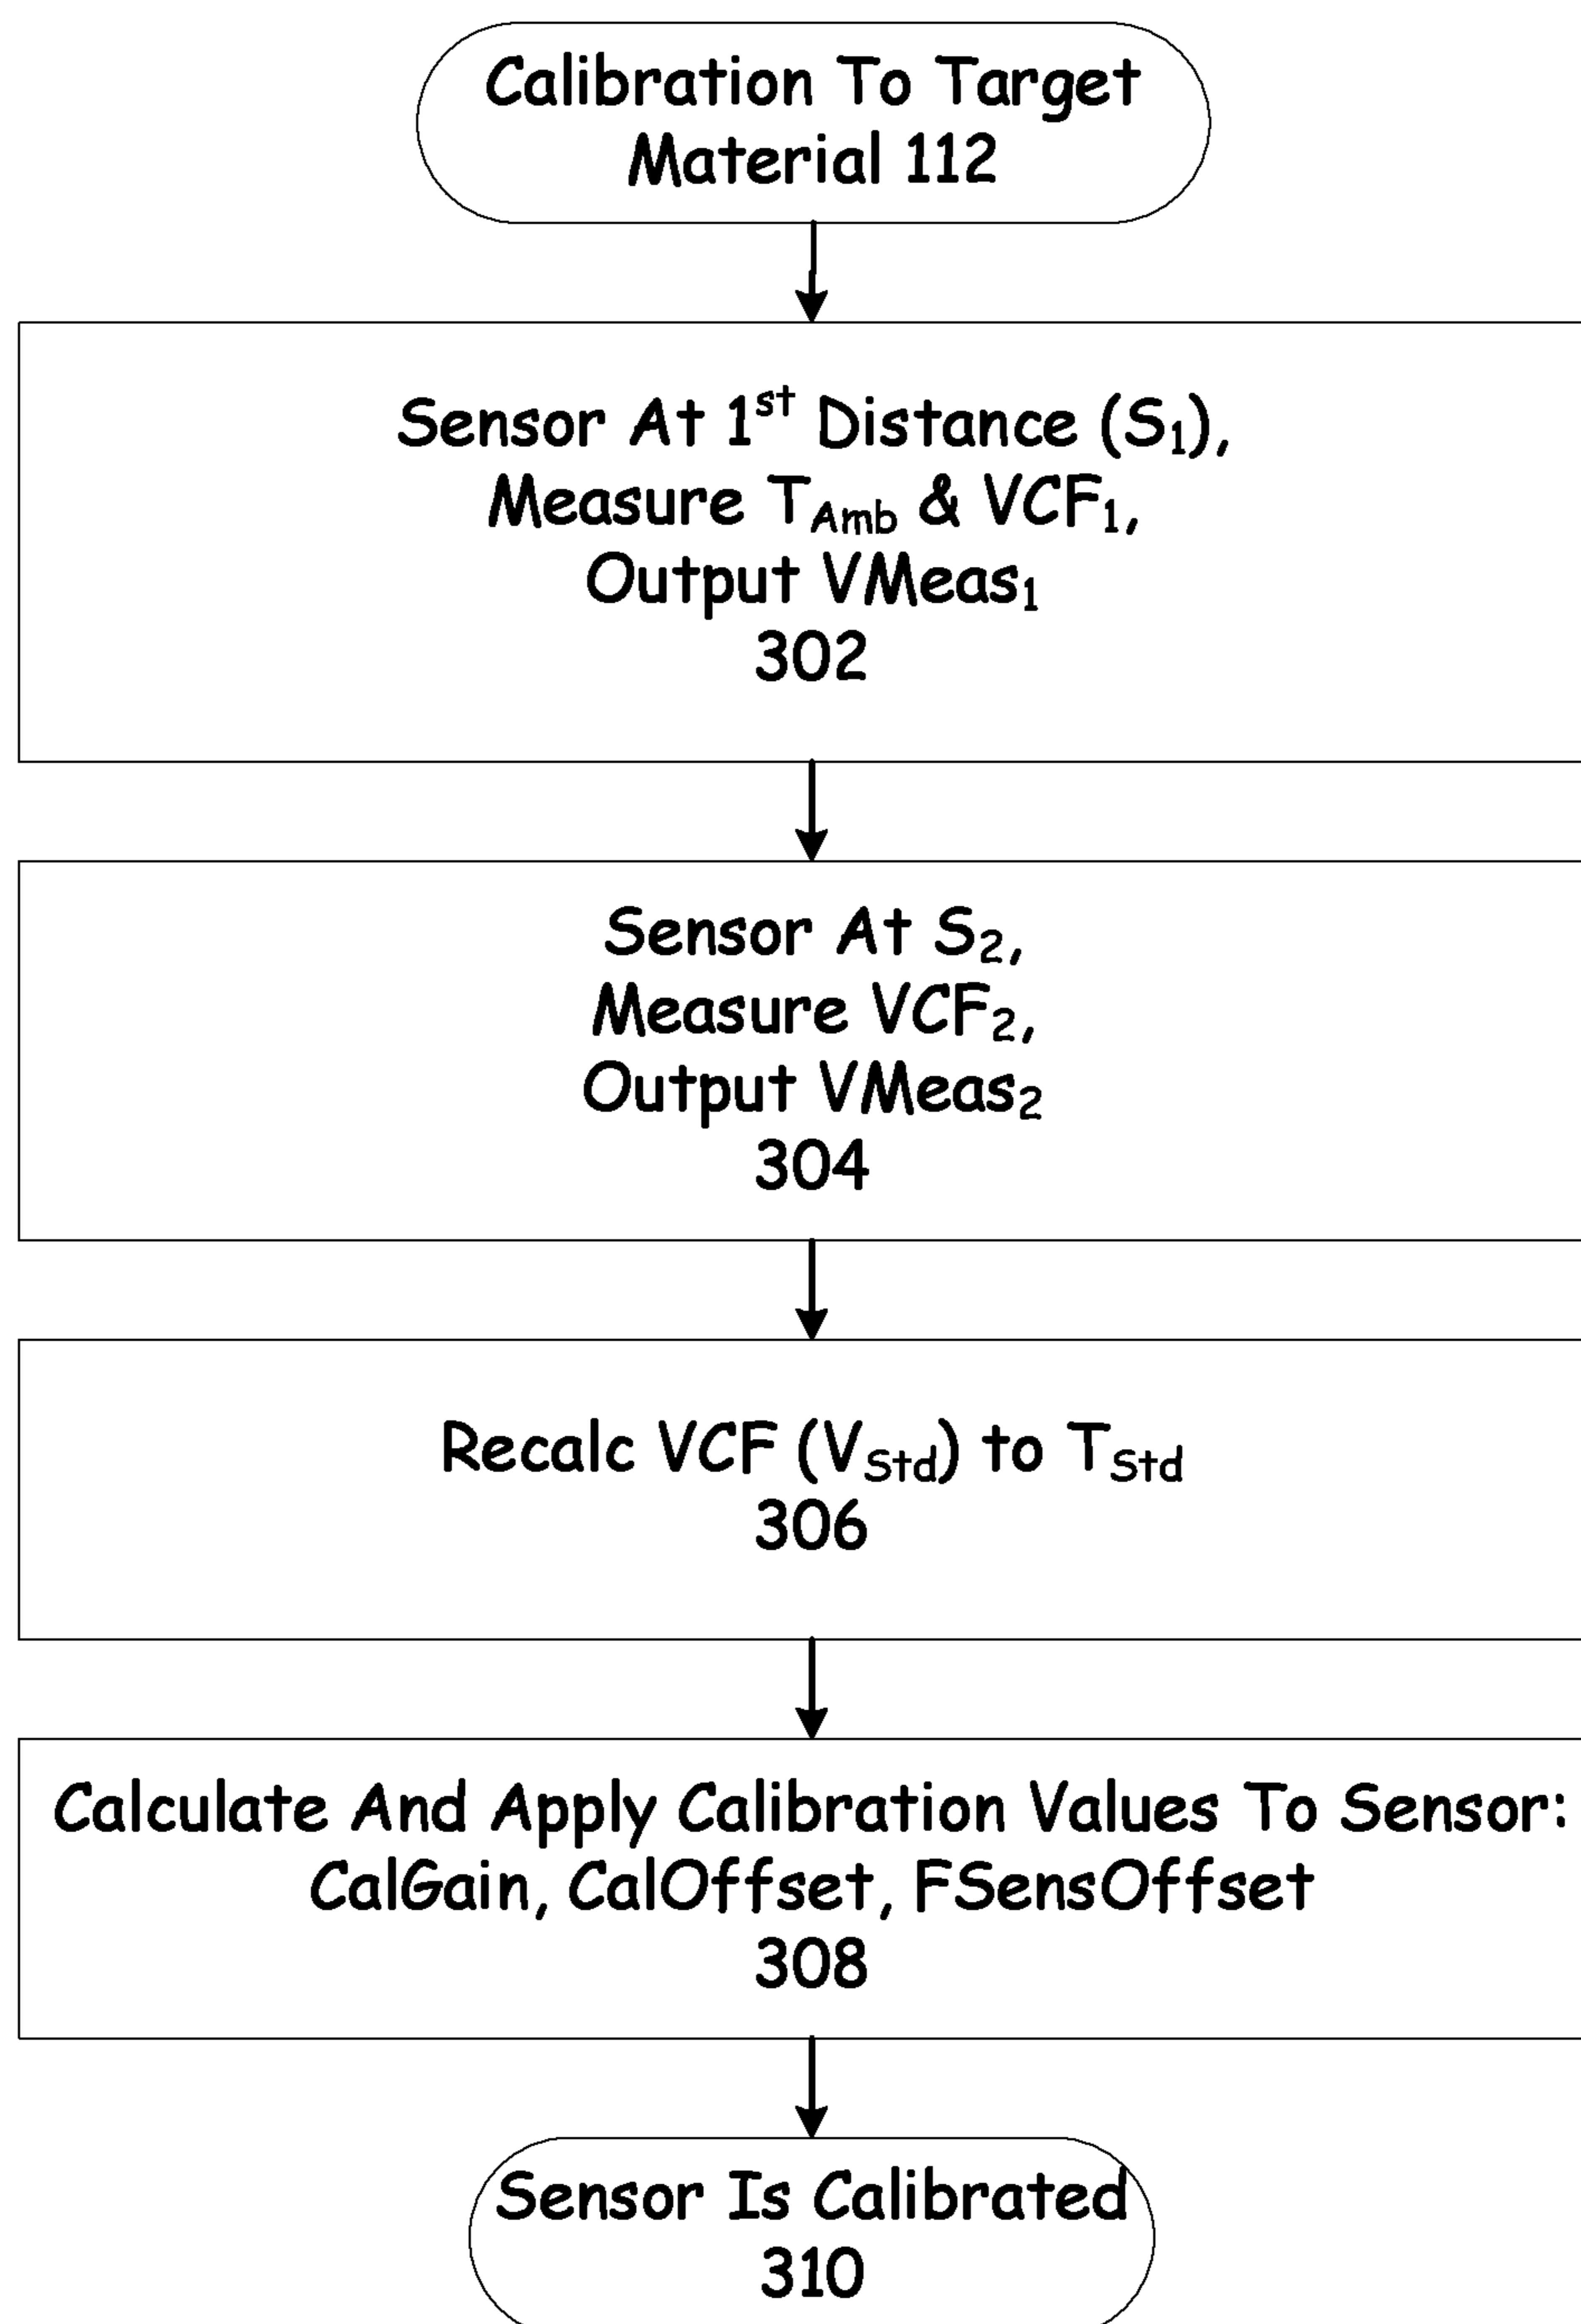 Calibration To Target
Material 112
Sensor At 1st Distance (S1),
Measure TAmb & VCF1,
Output VMeas1
302
Sensor At S2,
Measure VCF2,
Output VMeas2
304
Recalc VCF (VStd) to TStd
306
Calculate And Apply Calibration Values To Sensor:
CalGain, CalOffset, FSensOffset
308
Sensor Is Calibrated
310